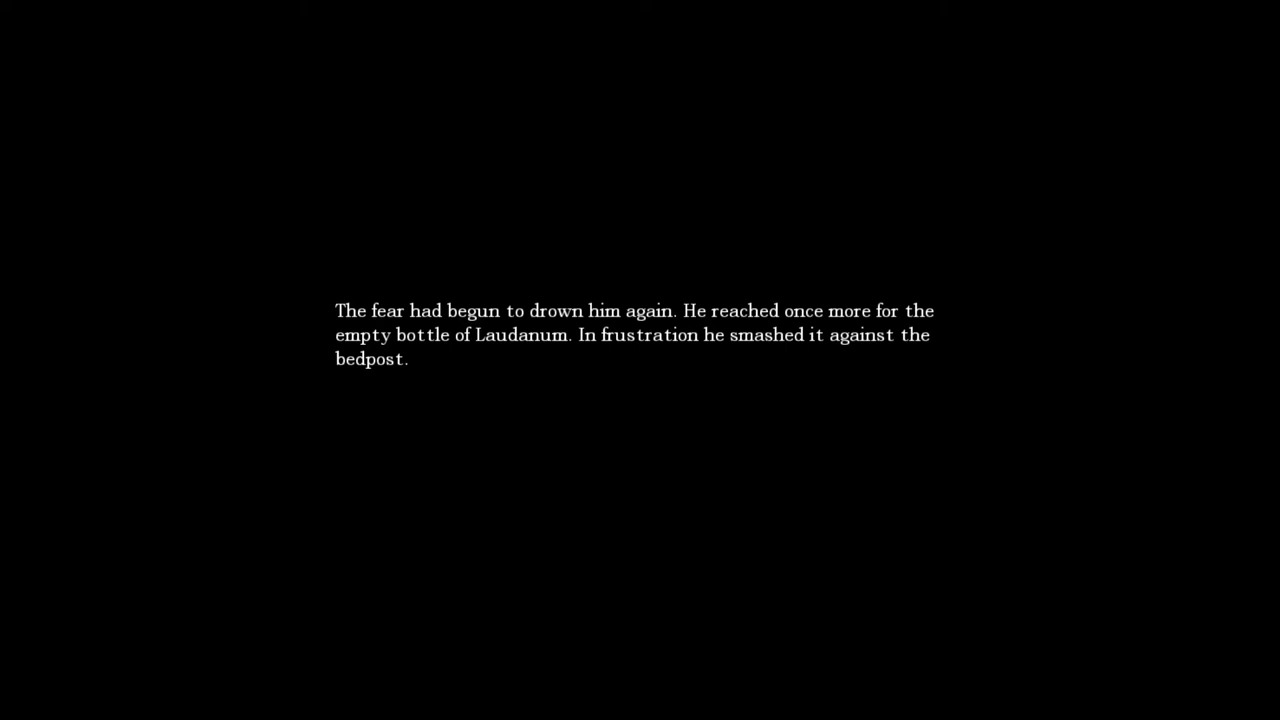 The fear had begun to drown him again. He reached once more for the
empty bottle of Laudanum. In frustration he smashed it against the
bedpost.